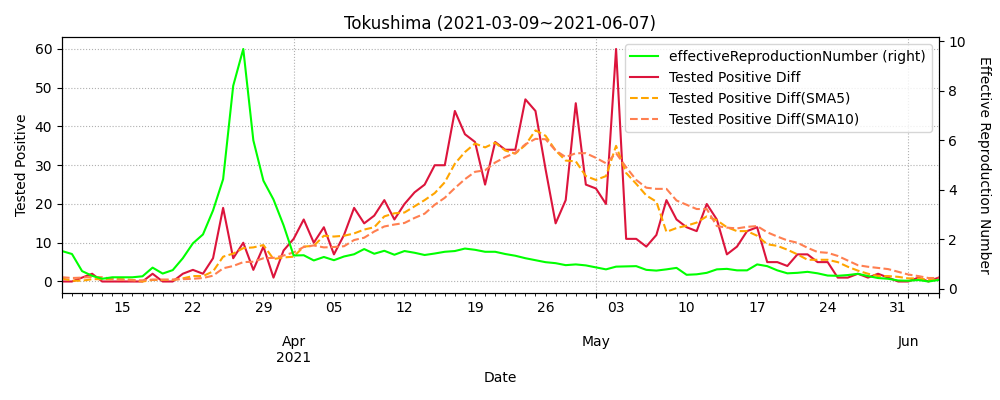 Tokushima (2021-03-09~2021-06-07)
effectiveReproductionNumber (right)
Tested Positive Diff
Tested Positive Diff(SMA5)
Tested Positive Diff(SMA10)
Tested Positive
60
50
40
30
20
10
0
10
8
6
4
2
0
Effective Reproduction Number
15 22 29 05 12 19 26 03 10 17 24 31
Apr May Jun
2021
Date